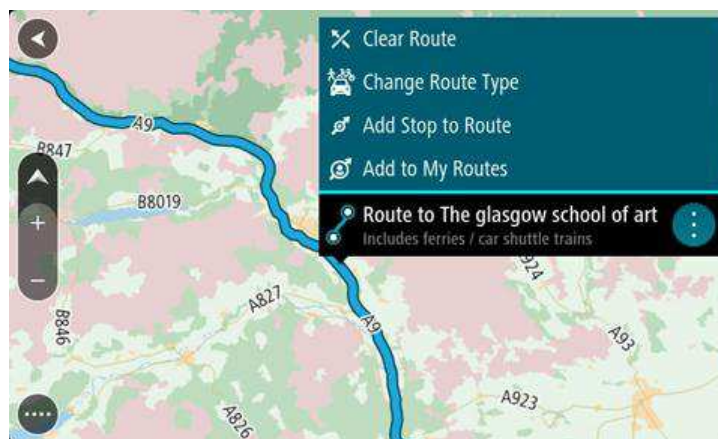 Clear Route
Change Route Type
Add Stop to Route
Add to My Routes
Route to The glasgow school of art
Includes ferries / car shuttle trains
A9
B847
B8019
A827
A9
B846
A924
A93
A923
A826